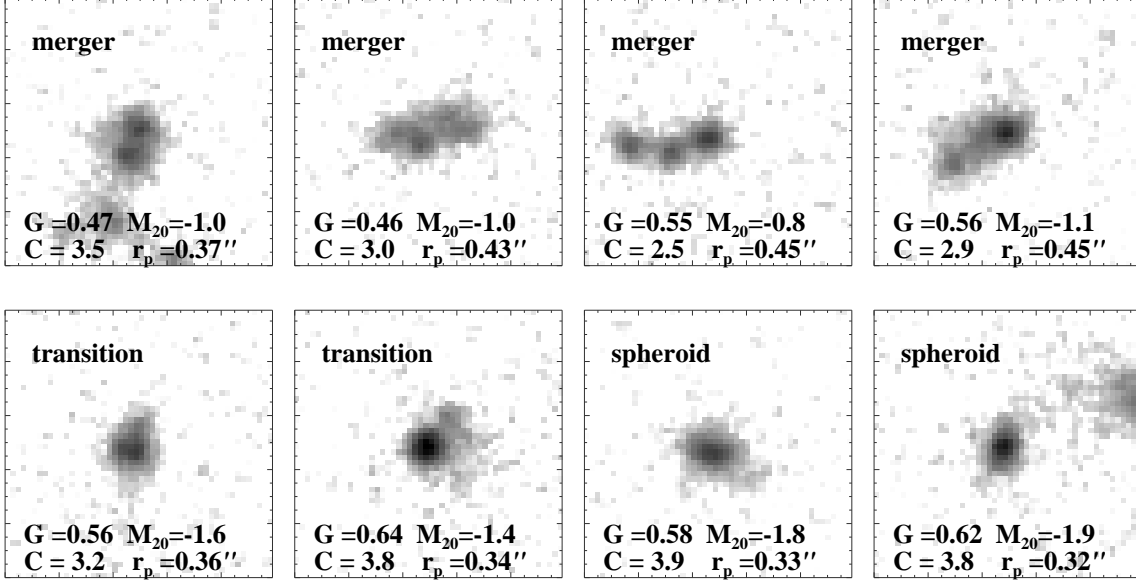 merger
G =0.47 M20=-1.0
C = 3.5 rp =0.37″
merger
G =0.46 M20=-1.0
C = 3.0 rp =0.43″
merger
G =0.55 M20=-0.8
C = 2.5 rp =0.45″
merger
G =0.56 M20=-1.1
C = 2.9 rp =0.45″
transition
G =0.56 M20=-1.6
C = 3.2 rp =0.36″
transition
G =0.64 M20=-1.4
C = 3.8 rp =0.34″
spheroid
G =0.58 M20=-1.8
C = 3.9 rp =0.33″
spheroid
G =0.62 M20=-1.9
C = 3.8 rp =0.32″